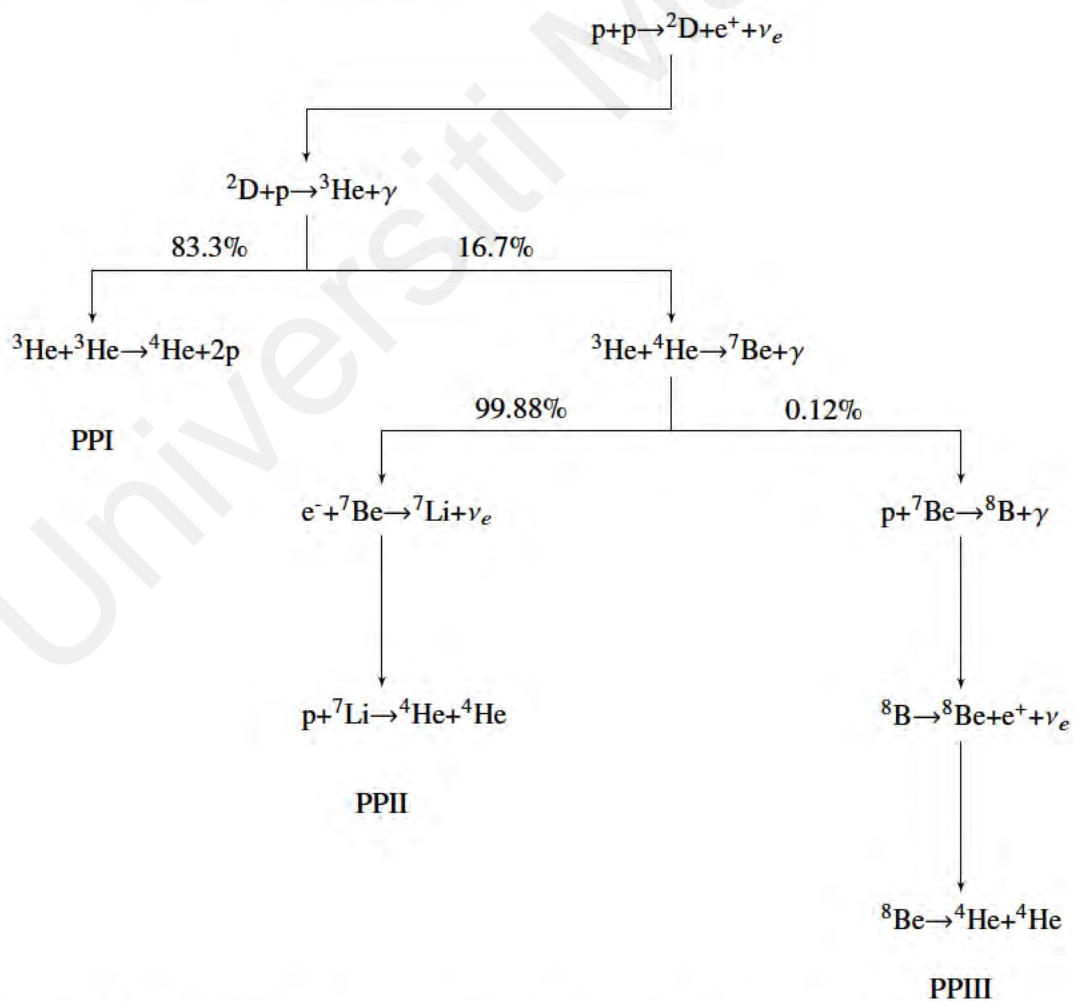 p+p→²D+e⁺+νₑ
²D+p→³He+γ
83.3%
16.7%
³He+³He→⁴He+2p
³He+⁴He→⁷Be+γ
PPI
99.88%
0.12%
e⁻+⁷Be→⁷Li+νₑ
p+⁷Be→⁸B+γ
p+⁷Li→⁴He+⁴He
⁸B→⁸Be+e⁺+νₑ
PPII
⁸Be→⁴He+⁴He
PPIII
Universiti M